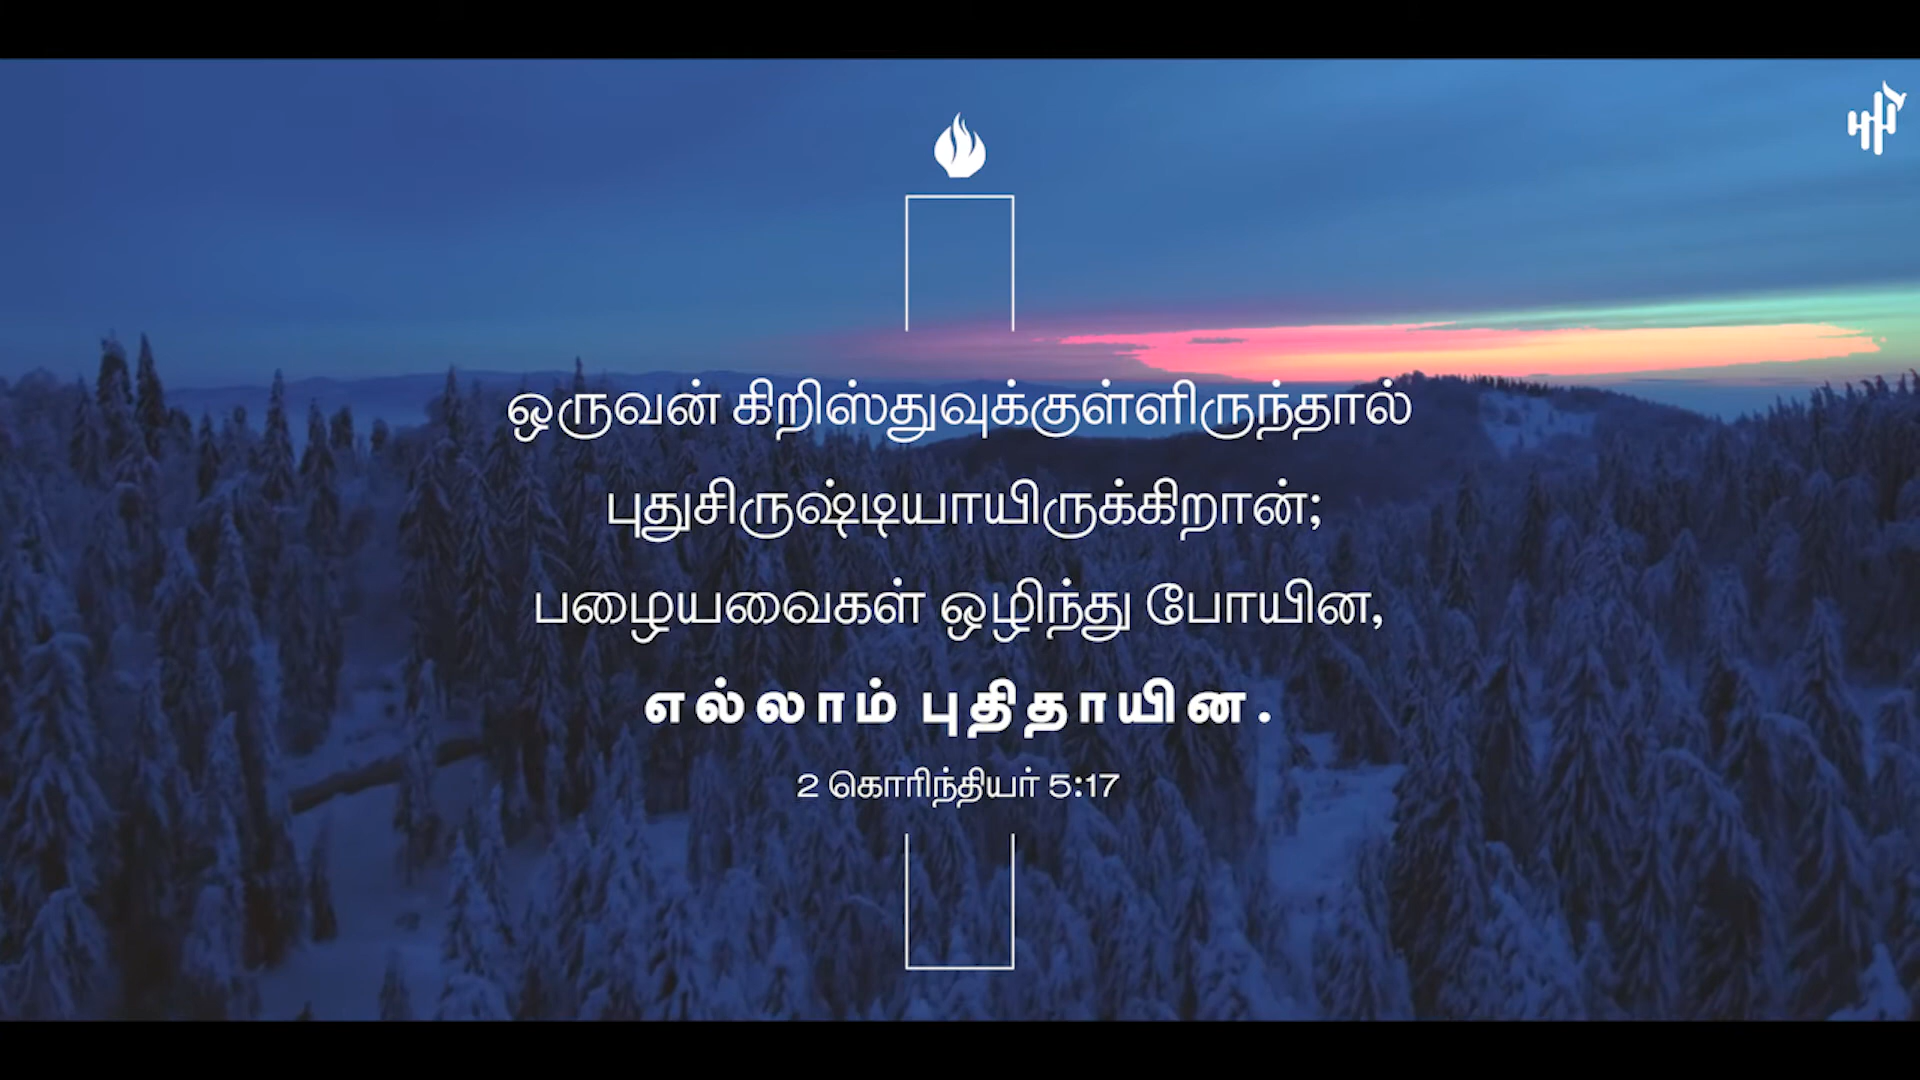 ஒருவன் கிறிஸ்துவுக்குள்ளிருந்தால்
புதுசிருஷ்டியாயிருக்கிறான்;
பழையவைகள் ஒழிந்து போயின,
எல்லாம் புதிதாயின.
2 கொரிந்தியர் 5:17